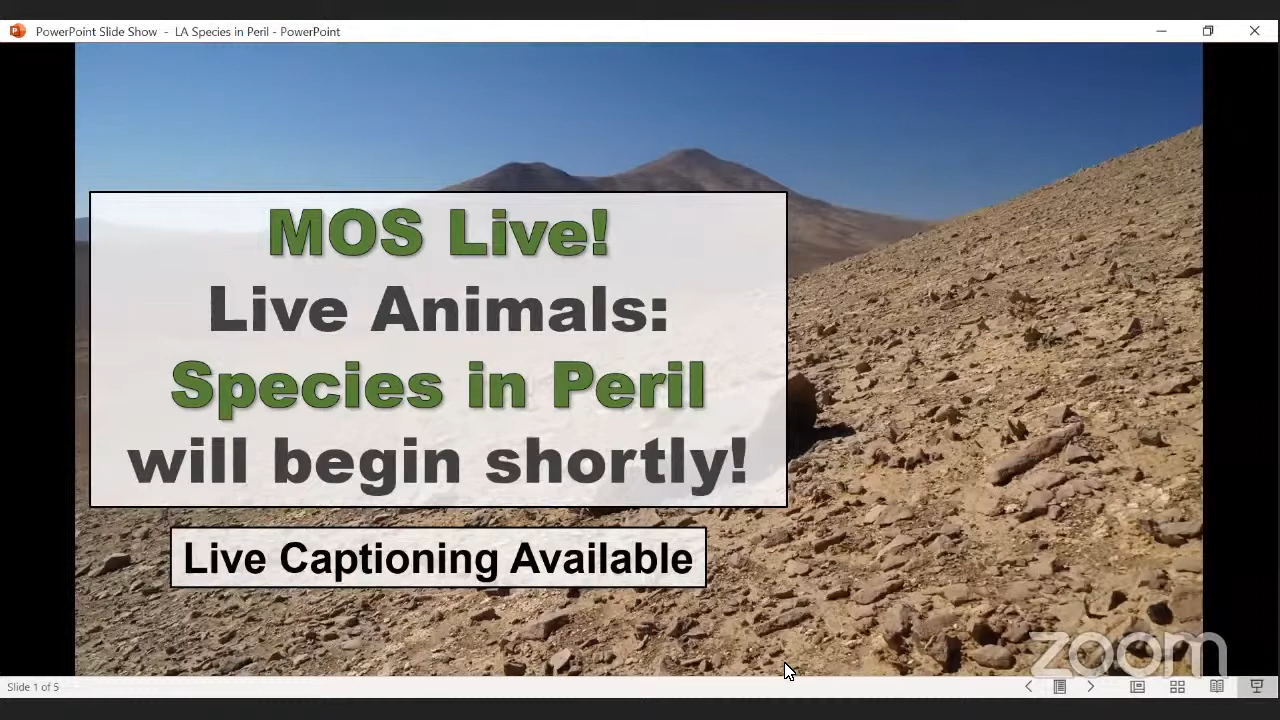 PowerPoint Slide Show - LA Species in Peril - PowerPoint
MOS Live!
Live Animals:
Species in Peril
will begin shortly!
Live Captioning Available
zoom
Slide 1 of 5